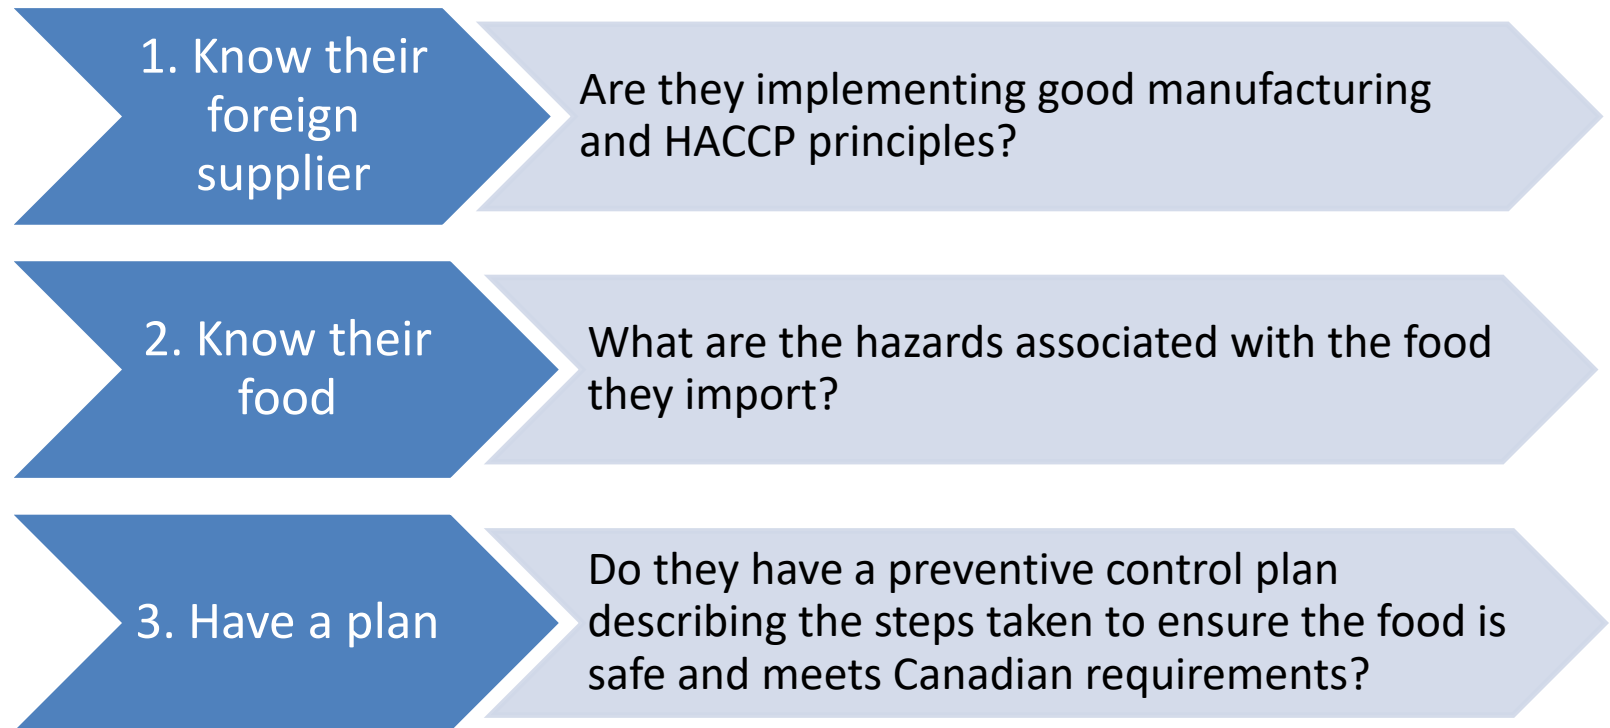 1. Know their
foreign
supplier
Are they implementing good manufacturing
and HACCP principles?
2. Know their
food
What are the hazards associated with the food
they import?
3. Have a plan
Do they have a preventive control plan
describing the steps taken to ensure the food is
safe and meets Canadian requirements?